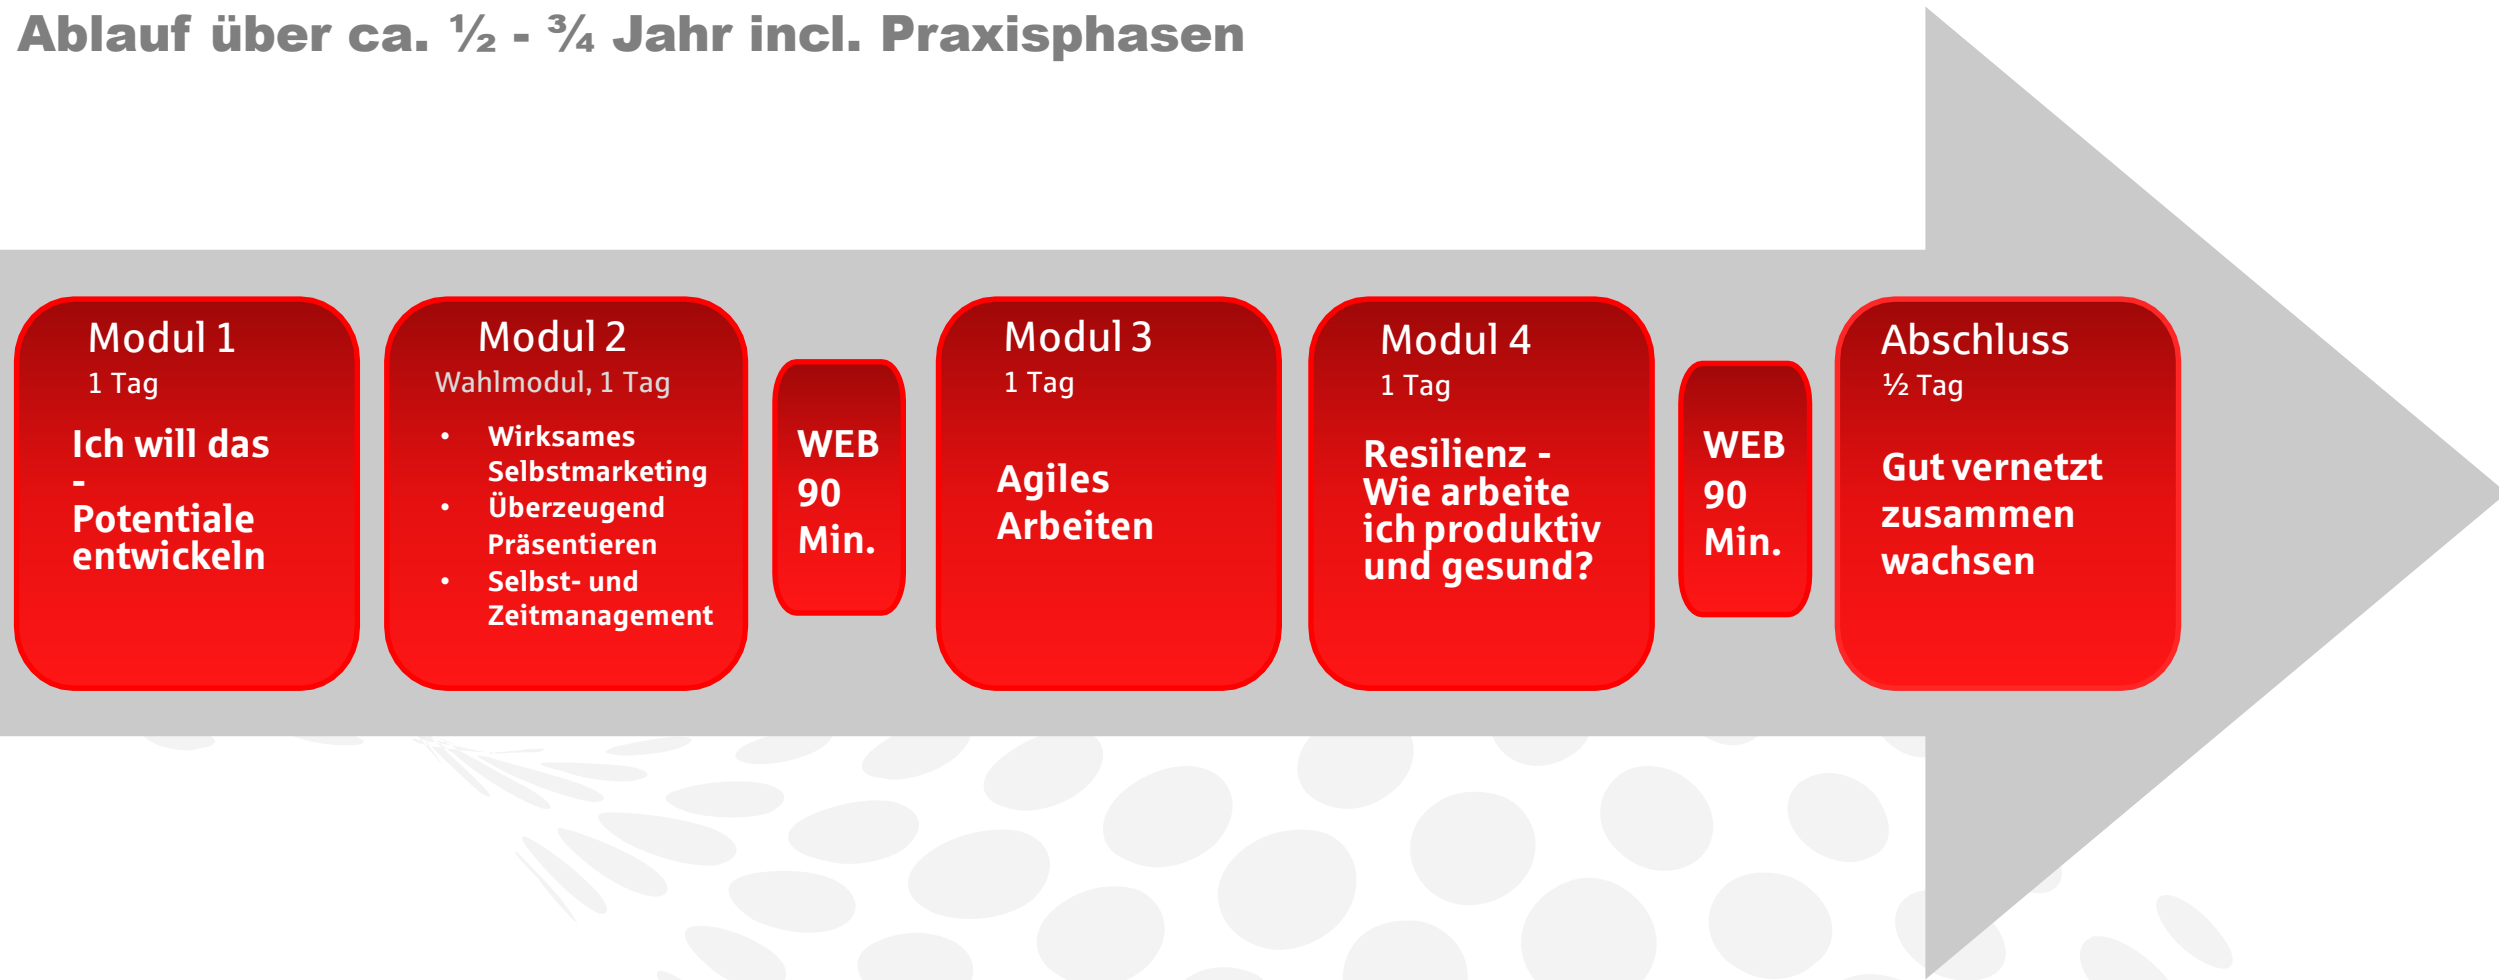 Ablauf über ca. ½ - ¾ Jahr incl. Praxisphasen
Modul 1
1 Tag
Ich will das
-
Potentiale
entwickeln
Modul 2
Wahlmodul, 1 Tag
• Wirksames
Selbstmarketing
• Überzeugend
Präsentieren
• Selbst- und
Zeitmanagement
WEB
90
Min.
Modul 3
1 Tag
Agiles
Arbeiten
Modul 4
1 Tag
Resilienz -
Wie arbeite
ich produktiv
und gesund?
WEB
90
Min.
Abschluss
½ Tag
Gut vernetzt
zusammen
wachsen